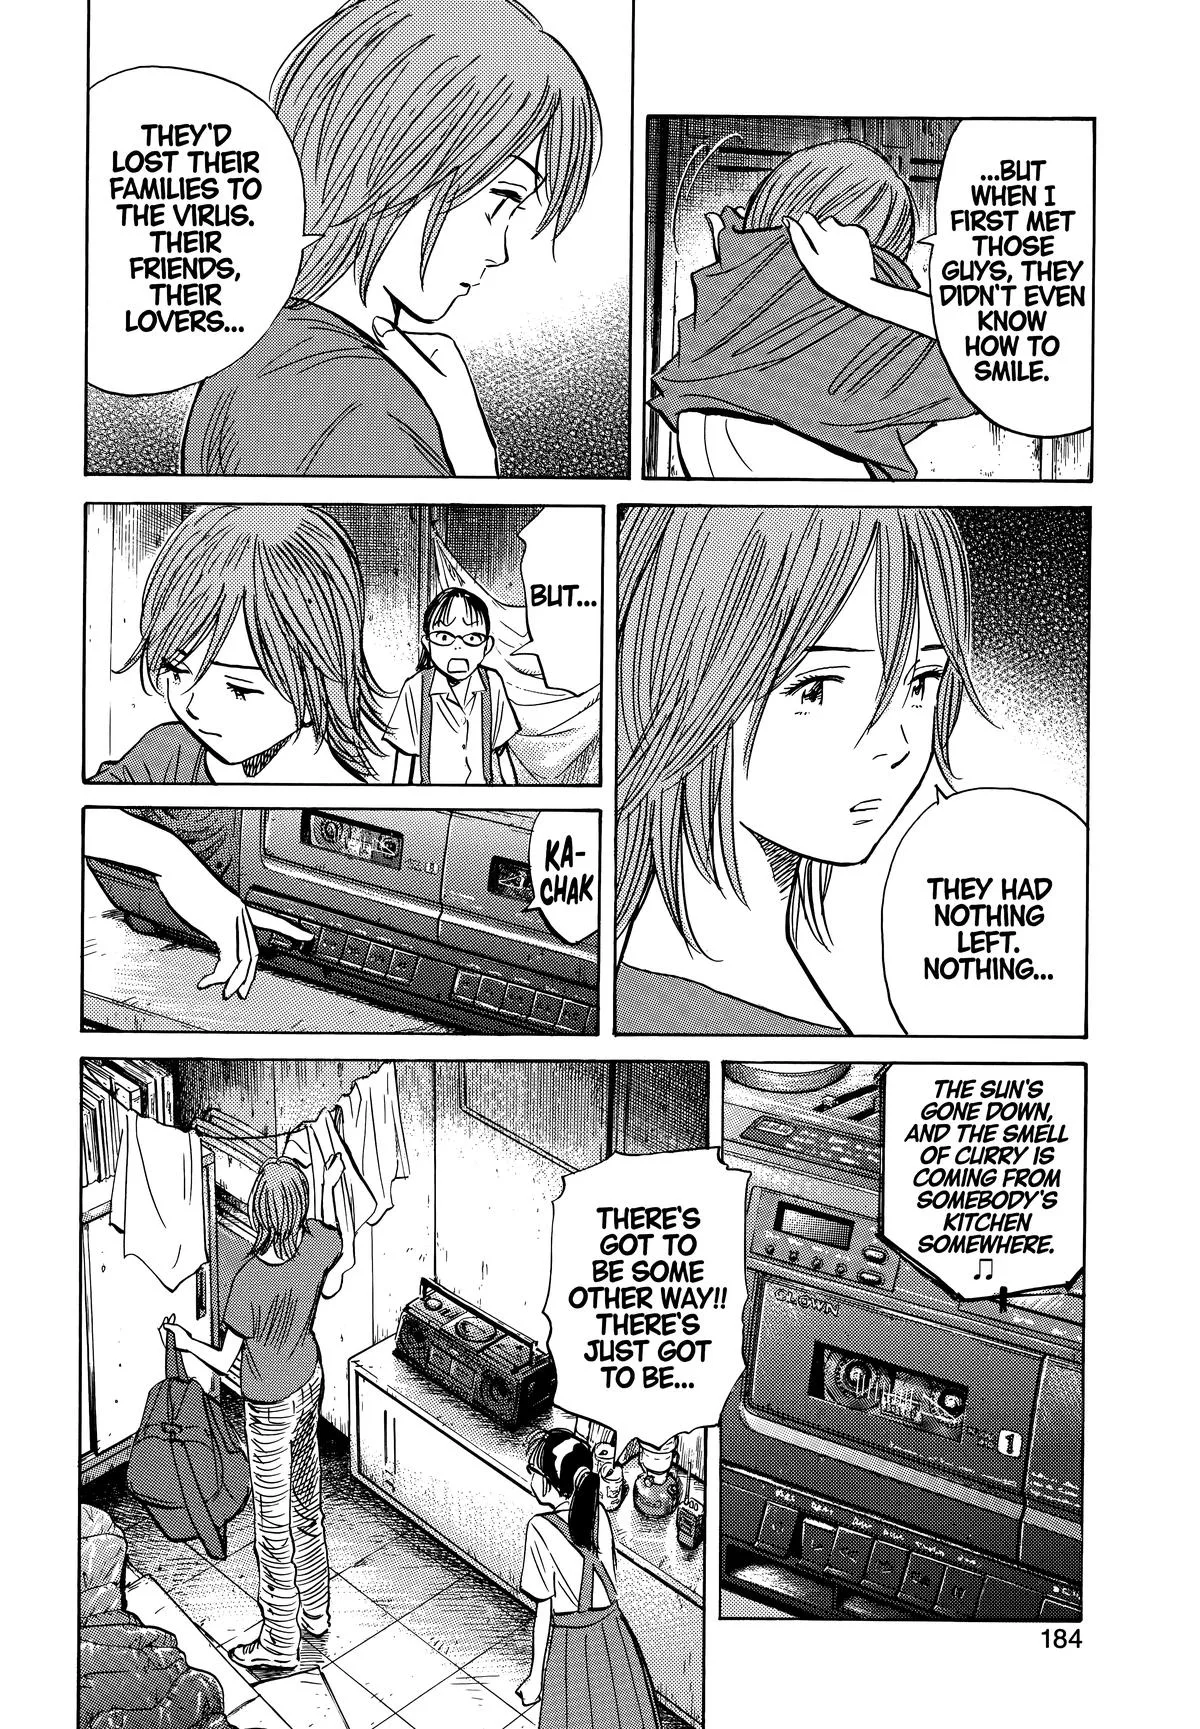 ...BUT
WHEN I
FIRST MET
THOSE
GUYS, THEY
DIDN'T EVEN
KNOW
HOW TO
SMILE.
THEY'D
LOST THEIR
FAMILIES TO
THE VIRUS.
THEIR
FRIENDS,
THEIR
LOVERS...
THEY HAD
NOTHING
LEFT.
NOTHING...
BUT...
KA-
CHAK
THE SUN'S
GONE DOWN,
AND THE SMELL
OF CURRY IS
COMING FROM
SOMEBODY'S
KITCHEN
SOMEWHERE.
♫
CLOWN
1
THERE'S
GOT TO
BE SOME
OTHER WAY!!
THERE'S
JUST GOT
TO BE...
184